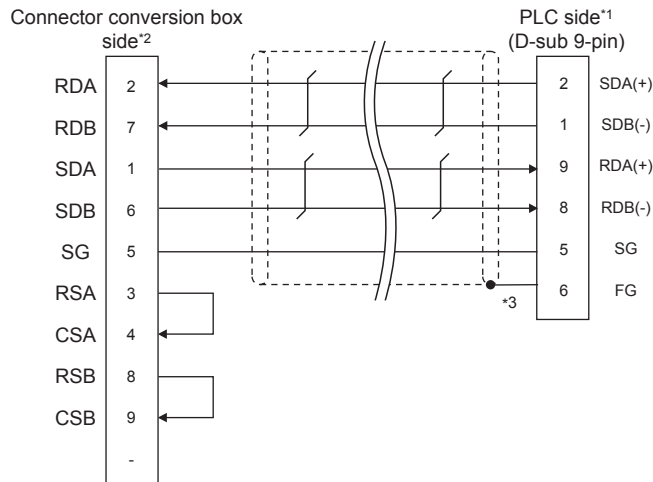 Connector conversion box
side*2
PLC side*1
(D-sub 9-pin)
RDA 2 2 SDA(+)
RDB 7 1 SDB(-)
SDA 1 9 RDA(+)
SDB 6 8 RDB(-)
SG 5 5 SG
RSA 3 *3 6 FG
CSA 4
RSB 8
CSB 9
-